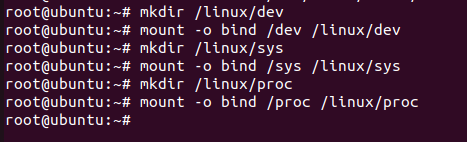 root@ubuntu:~# mkdir /linux/dev
root@ubuntu:~# mount -o bind /dev /linux/dev
root@ubuntu:~# mkdir /linux/sys
root@ubuntu:~# mount -o bind /sys /linux/sys
root@ubuntu:~# mkdir /linux/proc
root@ubuntu:~# mount -o bind /proc /linux/proc
root@ubuntu:~#